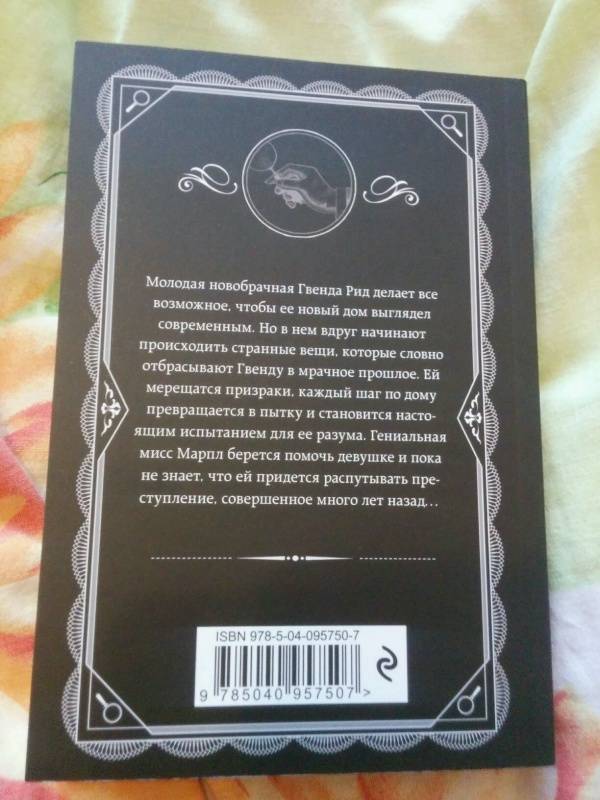 Молодая новобрачная Гвенда Рид делает все
возможное, чтобы ее новый дом выглядел
современным. Но в нем вдруг начинают
происходить странные вещи, которые словно
отбрасывают Гвенду в мрачное прошлое. Ей
мерещатся призраки, каждый шаг по дому
превращается в пытку и становится насто-
ящим испытанием для ее разума. Гениальная
мисс Марпл берется помочь девушке и пока
не знает, что ей придется распутывать пре-
ступление, совершенное много лет назад...
ISBN 978-5-04-095750-7
9 785040 957507 >